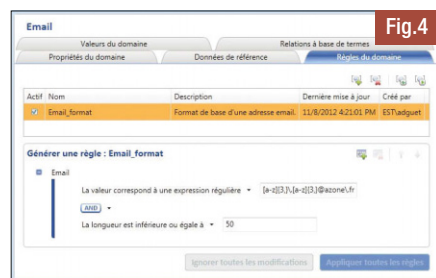 Fig.4
Email
Valeurs du domaine Relations à base de termes
Propriétés du domaine Données de référence Règles du domaine
Actif Nom Description Dernière mise à jour Créé par
Email_format Format de base d'une adresse email. 11/8/2012 4:21:01 PM EST\adguet
Générer une règle : Email_format
Email
La valeur correspond à une expression régulière [a-z]{3,}\.[a-z]{3,}@azone\.fr
AND
La longueur est inférieure ou égale à 50
Ignorer toutes les modifications Appliquer toutes les règles